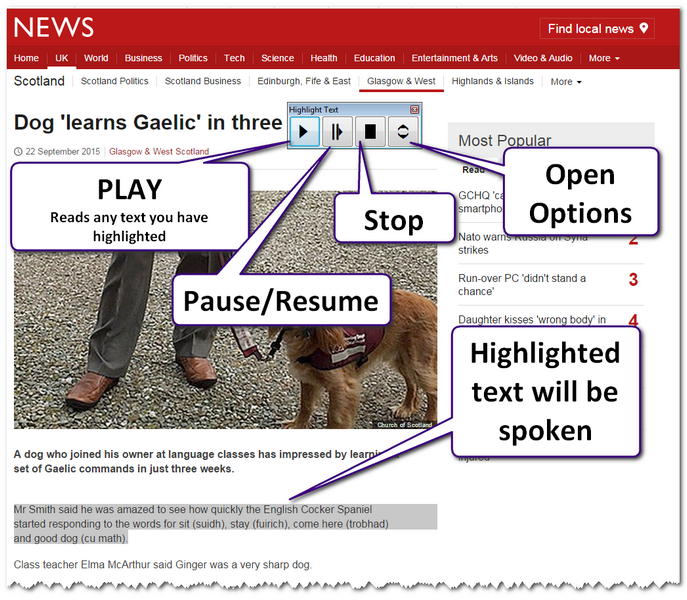 NEWS
Find local news
Home UK World Business Politics Tech Science Health Education Entertainment & Arts Video & Audio More
Scotland Scotland Politics Scotland Business Edinburgh, Fife & East Glasgow & West Highlands & Islands More
Highlight Text
Dog 'learns Gaelic' in three
22 September 2015 Glasgow & West Scotland
PLAY
Reads any text you have
highlighted
Stop
Open
Options
Pause/Resume
Most Popular
Read
GCHQ
Nato warns Russia on Syria
strikes
2
Run-over PC 'didn't stand a
chance'
3
Daughter kisses 'wrong body' in
4
Highlighted
text will be
spoken
injured
Church of Scotland
A dog who joined his owner at language classes has impressed by
set of Gaelic commands in just three weeks.
Mr Smith said he was amazed to see how quickly the English Cocker Spaniel
started responding to the words for sit (suidh), stay (fuirich), come here (trobhad)
and good dog (cu math).
Class teacher Elma McArthur said Ginger was a very sharp dog.